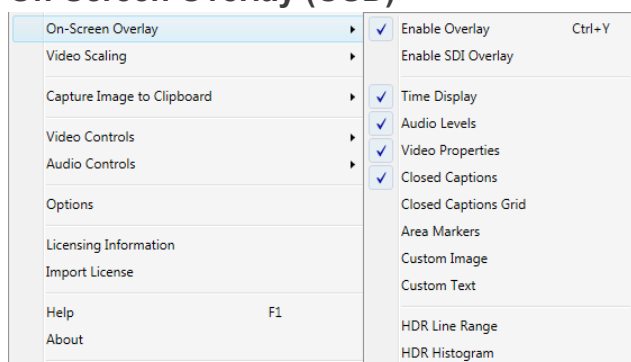 On-Screen Overlay (OSD)
On-Screen Overlay
Video Scaling
Capture Image to Clipboard
Video Controls
Audio Controls
Options
Licensing Information
Import License
Help F1
About
Enable Overlay Ctrl+Y
Enable SDI Overlay
Time Display
Audio Levels
Video Properties
Closed Captions
Closed Captions Grid
Area Markers
Custom Image
Custom Text
HDR Line Range
HDR Histogram